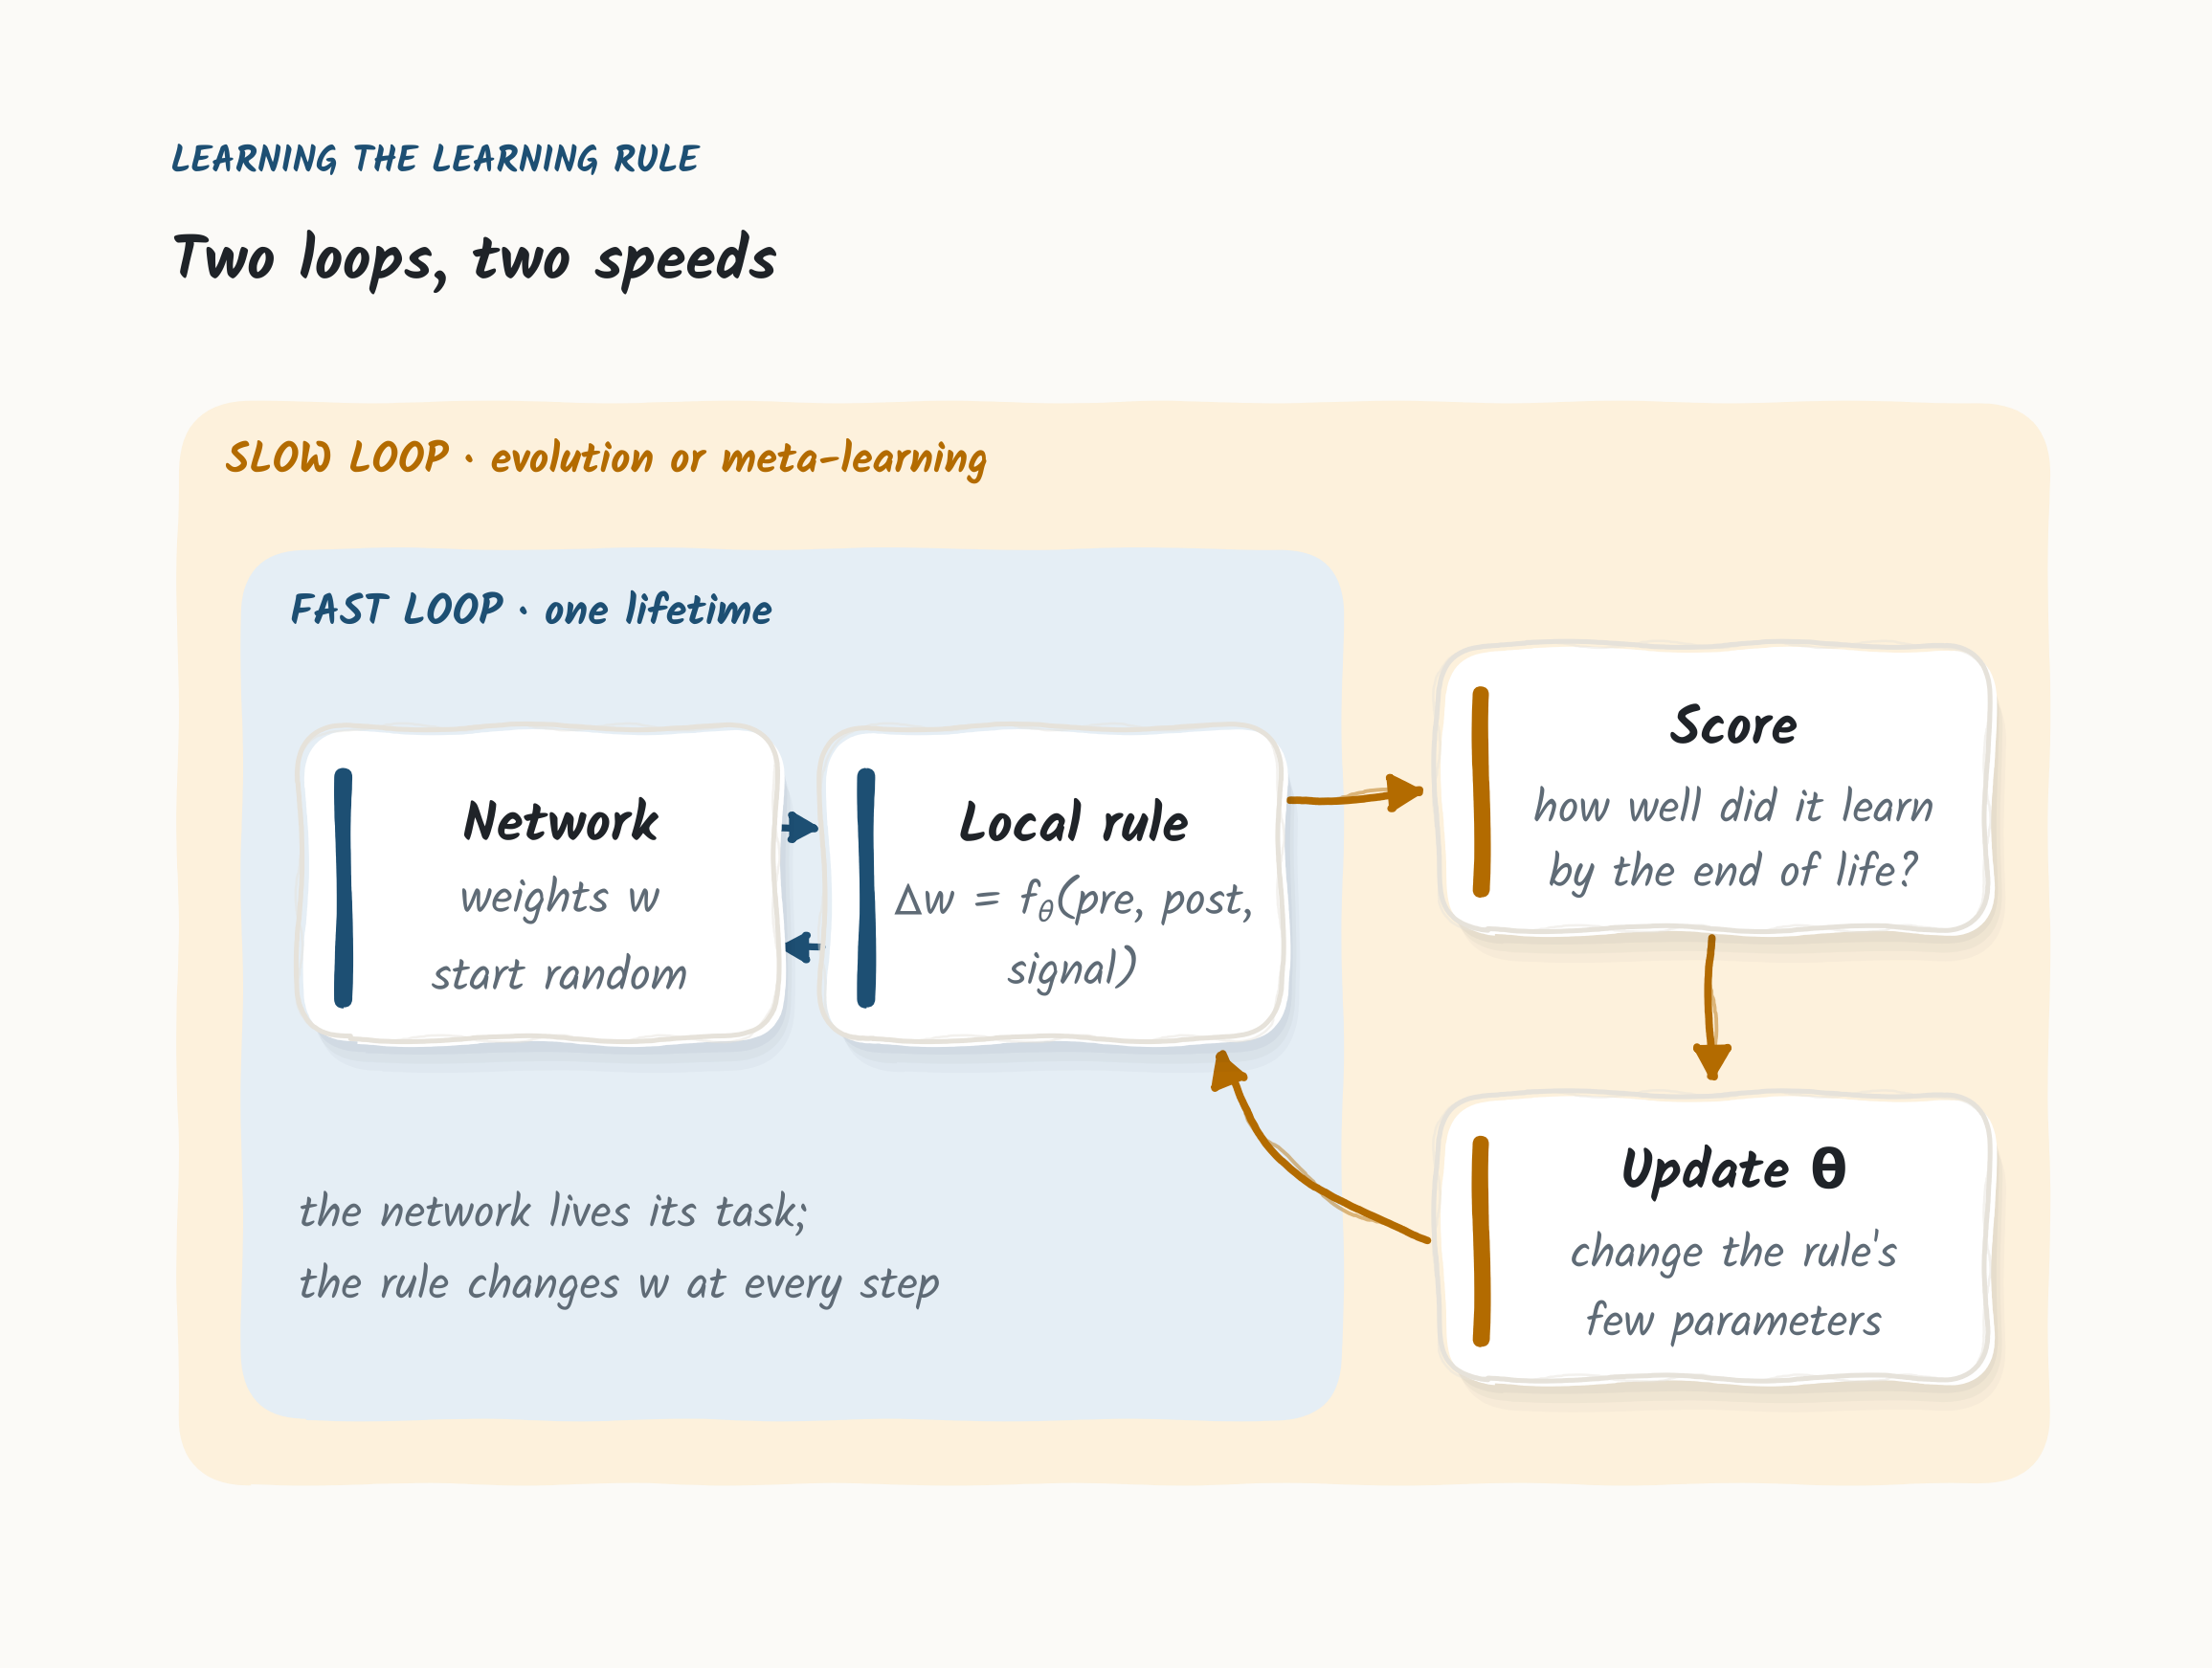 LEARNING THE LEARNING RULE
Two loops, two speeds
SLOW LOOP · evolution or meta-learning
FAST LOOP · one lifetime
Network
weights w
start random
Local rule
Δw = fθ(pre, post,
signal)
the network lives its task;
the rule changes w at every step
Score
how well did it learn
by the end of life?
Update θ
change the rule's
few parameters